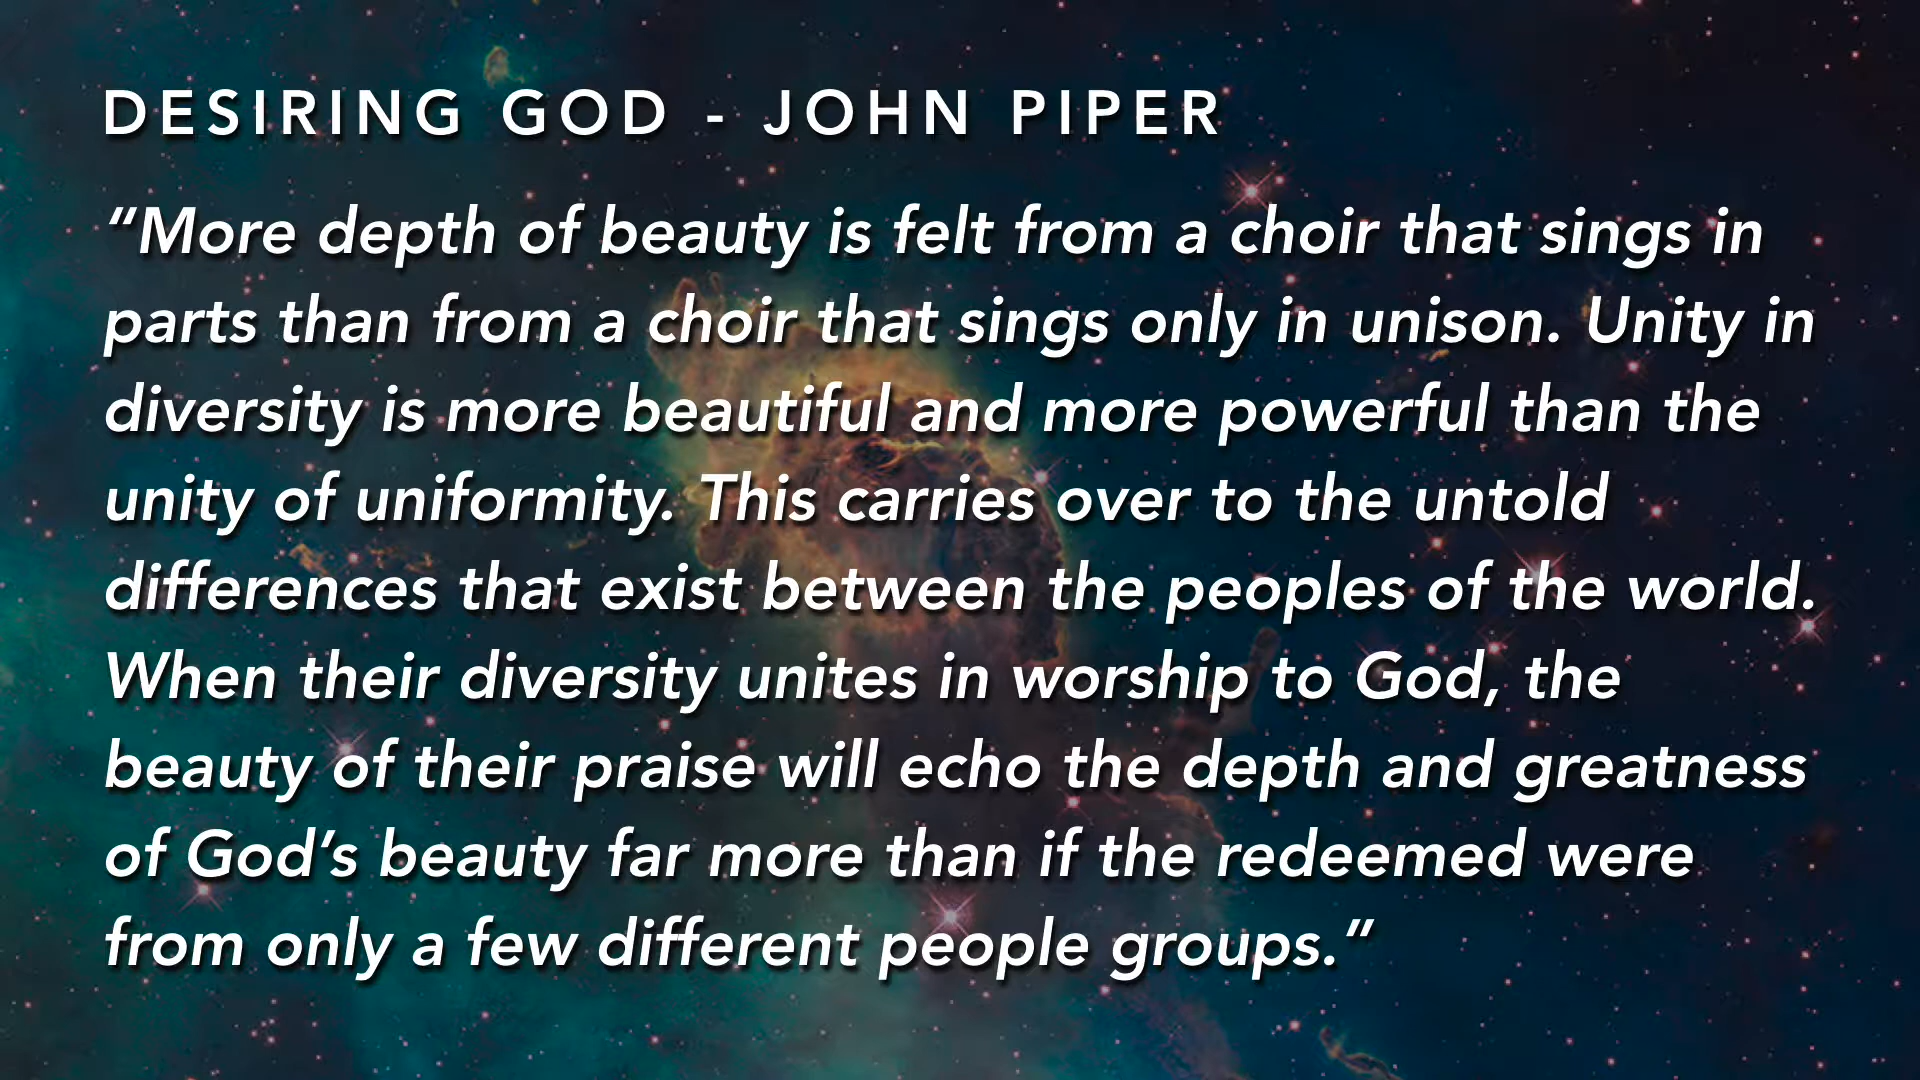 DESIRING GOD - JOHN PIPER
“More depth of beauty is felt from a choir that sings in
parts than from a choir that sings only in unison. Unity in
diversity is more beautiful and more powerful than the
unity of uniformity. This carries over to the untold
differences that exist between the peoples of the world.
When their diversity unites in worship to God, the
beauty of their praise will echo the depth and greatness
of God’s beauty far more than if the redeemed were
from only a few different people groups.”